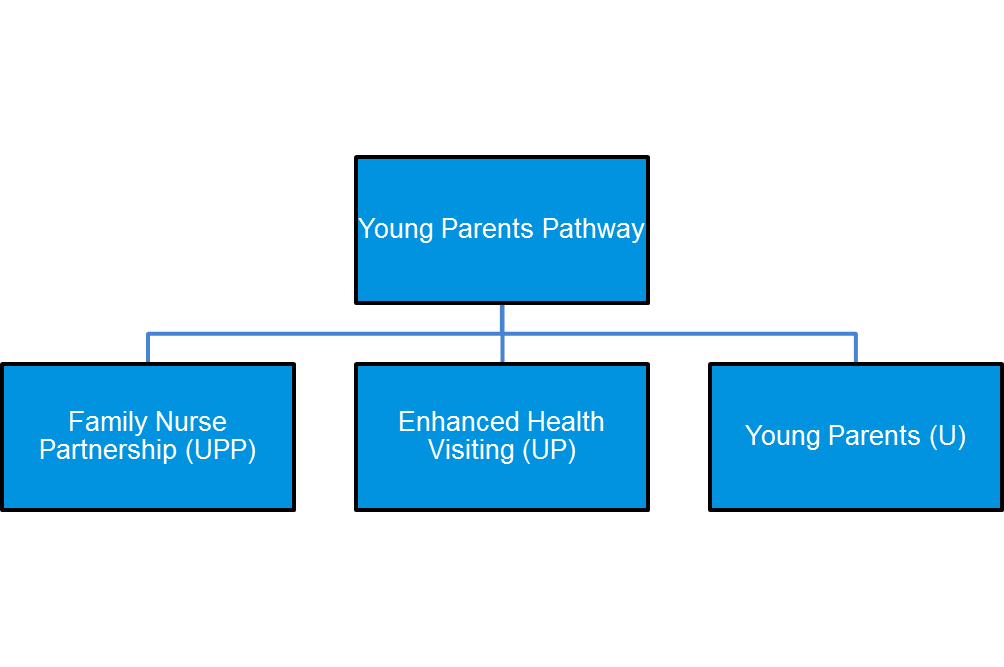 Young Parents Pathway
Family Nurse
Partnership (UPP)
Enhanced Health
Visiting (UP)
Young Parents (U)